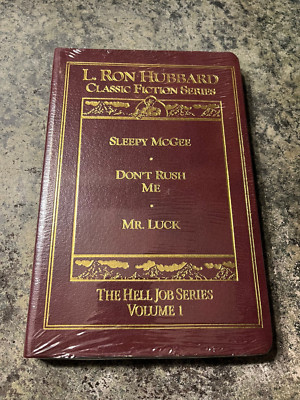 L. RON HUBBARD
CLASSIC FICTION SERIES
SLEEPY MCGEE
DON'T RUSH
ME
MR. LUCK
THE HELL JOB SERIES
VOLUME 1